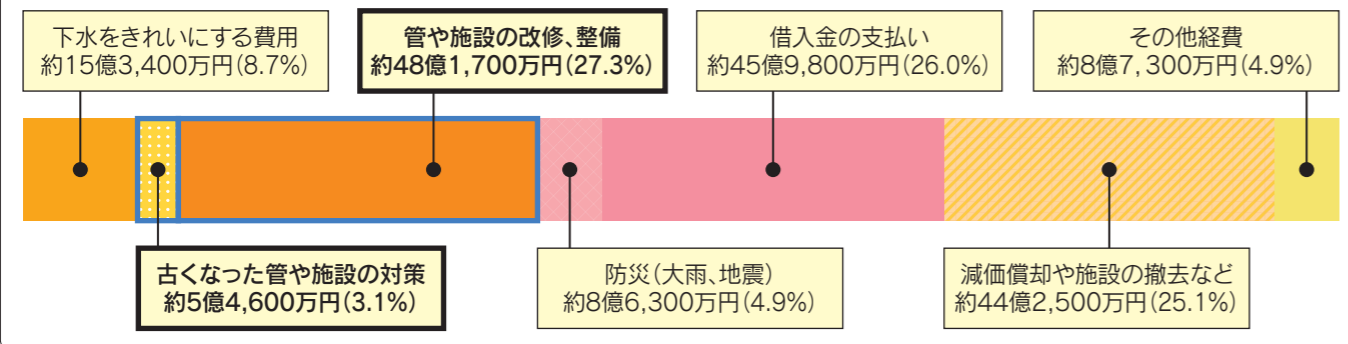 下水をきれいにする費用
約15億3,400万円(8.7%)
管や施設の改修、整備
約48億1,700万円(27.3%)
借入金の支払い
約45億9,800万円(26.0%)
その他経費
約8億7,300万円(4.9%)
古くなった管や施設の対策
約5億4,600万円(3.1%)
防災(大雨、地震)
約8億6,300万円(4.9%)
減価償却や施設の撤去など
約44億2,500万円(25.1%)